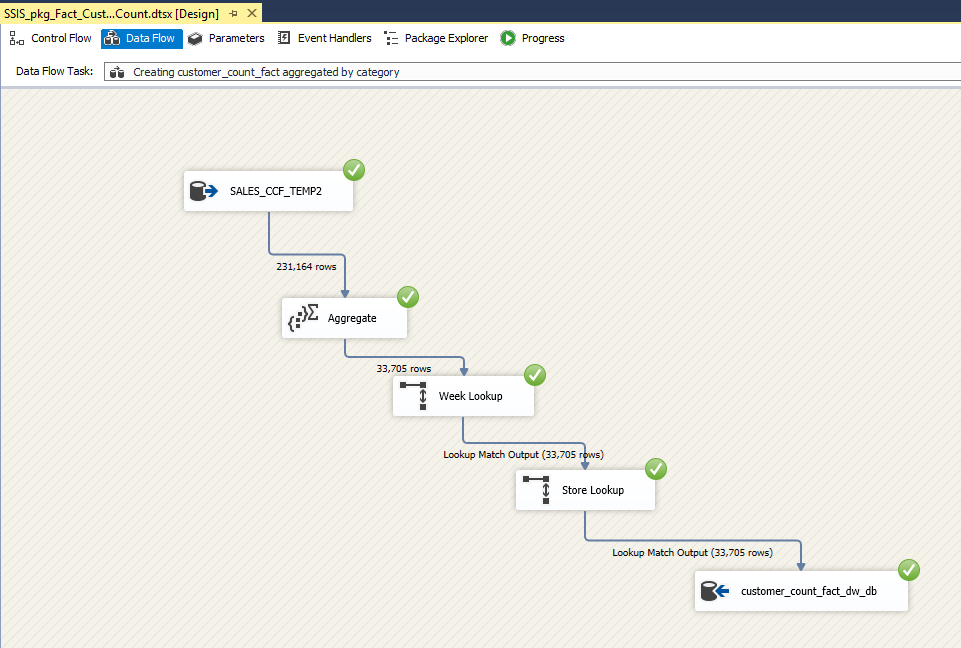 SSIS_pkg_Fact_Cust...Count.dtsx [Design]
Control Flow Data Flow Parameters Event Handlers Package Explorer Progress
Data Flow Task: Creating customer_count_fact aggregated by category
SALES_CCF_TEMP2
231,164 rows
Aggregate
33,705 rows
Week Lookup
Lookup Match Output (33,705 rows)
Store Lookup
Lookup Match Output (33,705 rows)
customer_count_fact_dw_db